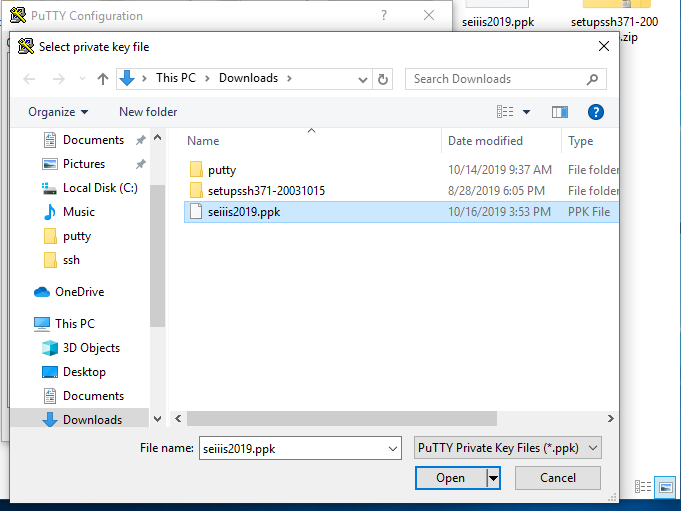 PuTTY Configuration
?
seiiis2019.ppk
setupssh371-200
.zip
Select private key file
This PC
Downloads
Search Downloads
Organize
New folder
?
Documents
Pictures
Local Disk (C:)
Music
putty
ssh
OneDrive
This PC
3D Objects
Desktop
Documents
Downloads
Name Date modified Type
putty 10/14/2019 9:37 AM File folder
setupssh371-20031015 8/28/2019 6:05 PM File folder
seiiis2019.ppk 10/16/2019 3:53 PM PPK File
File name: seiiis2019.ppk PuTTY Private Key Files (*.ppk)
Open Cancel